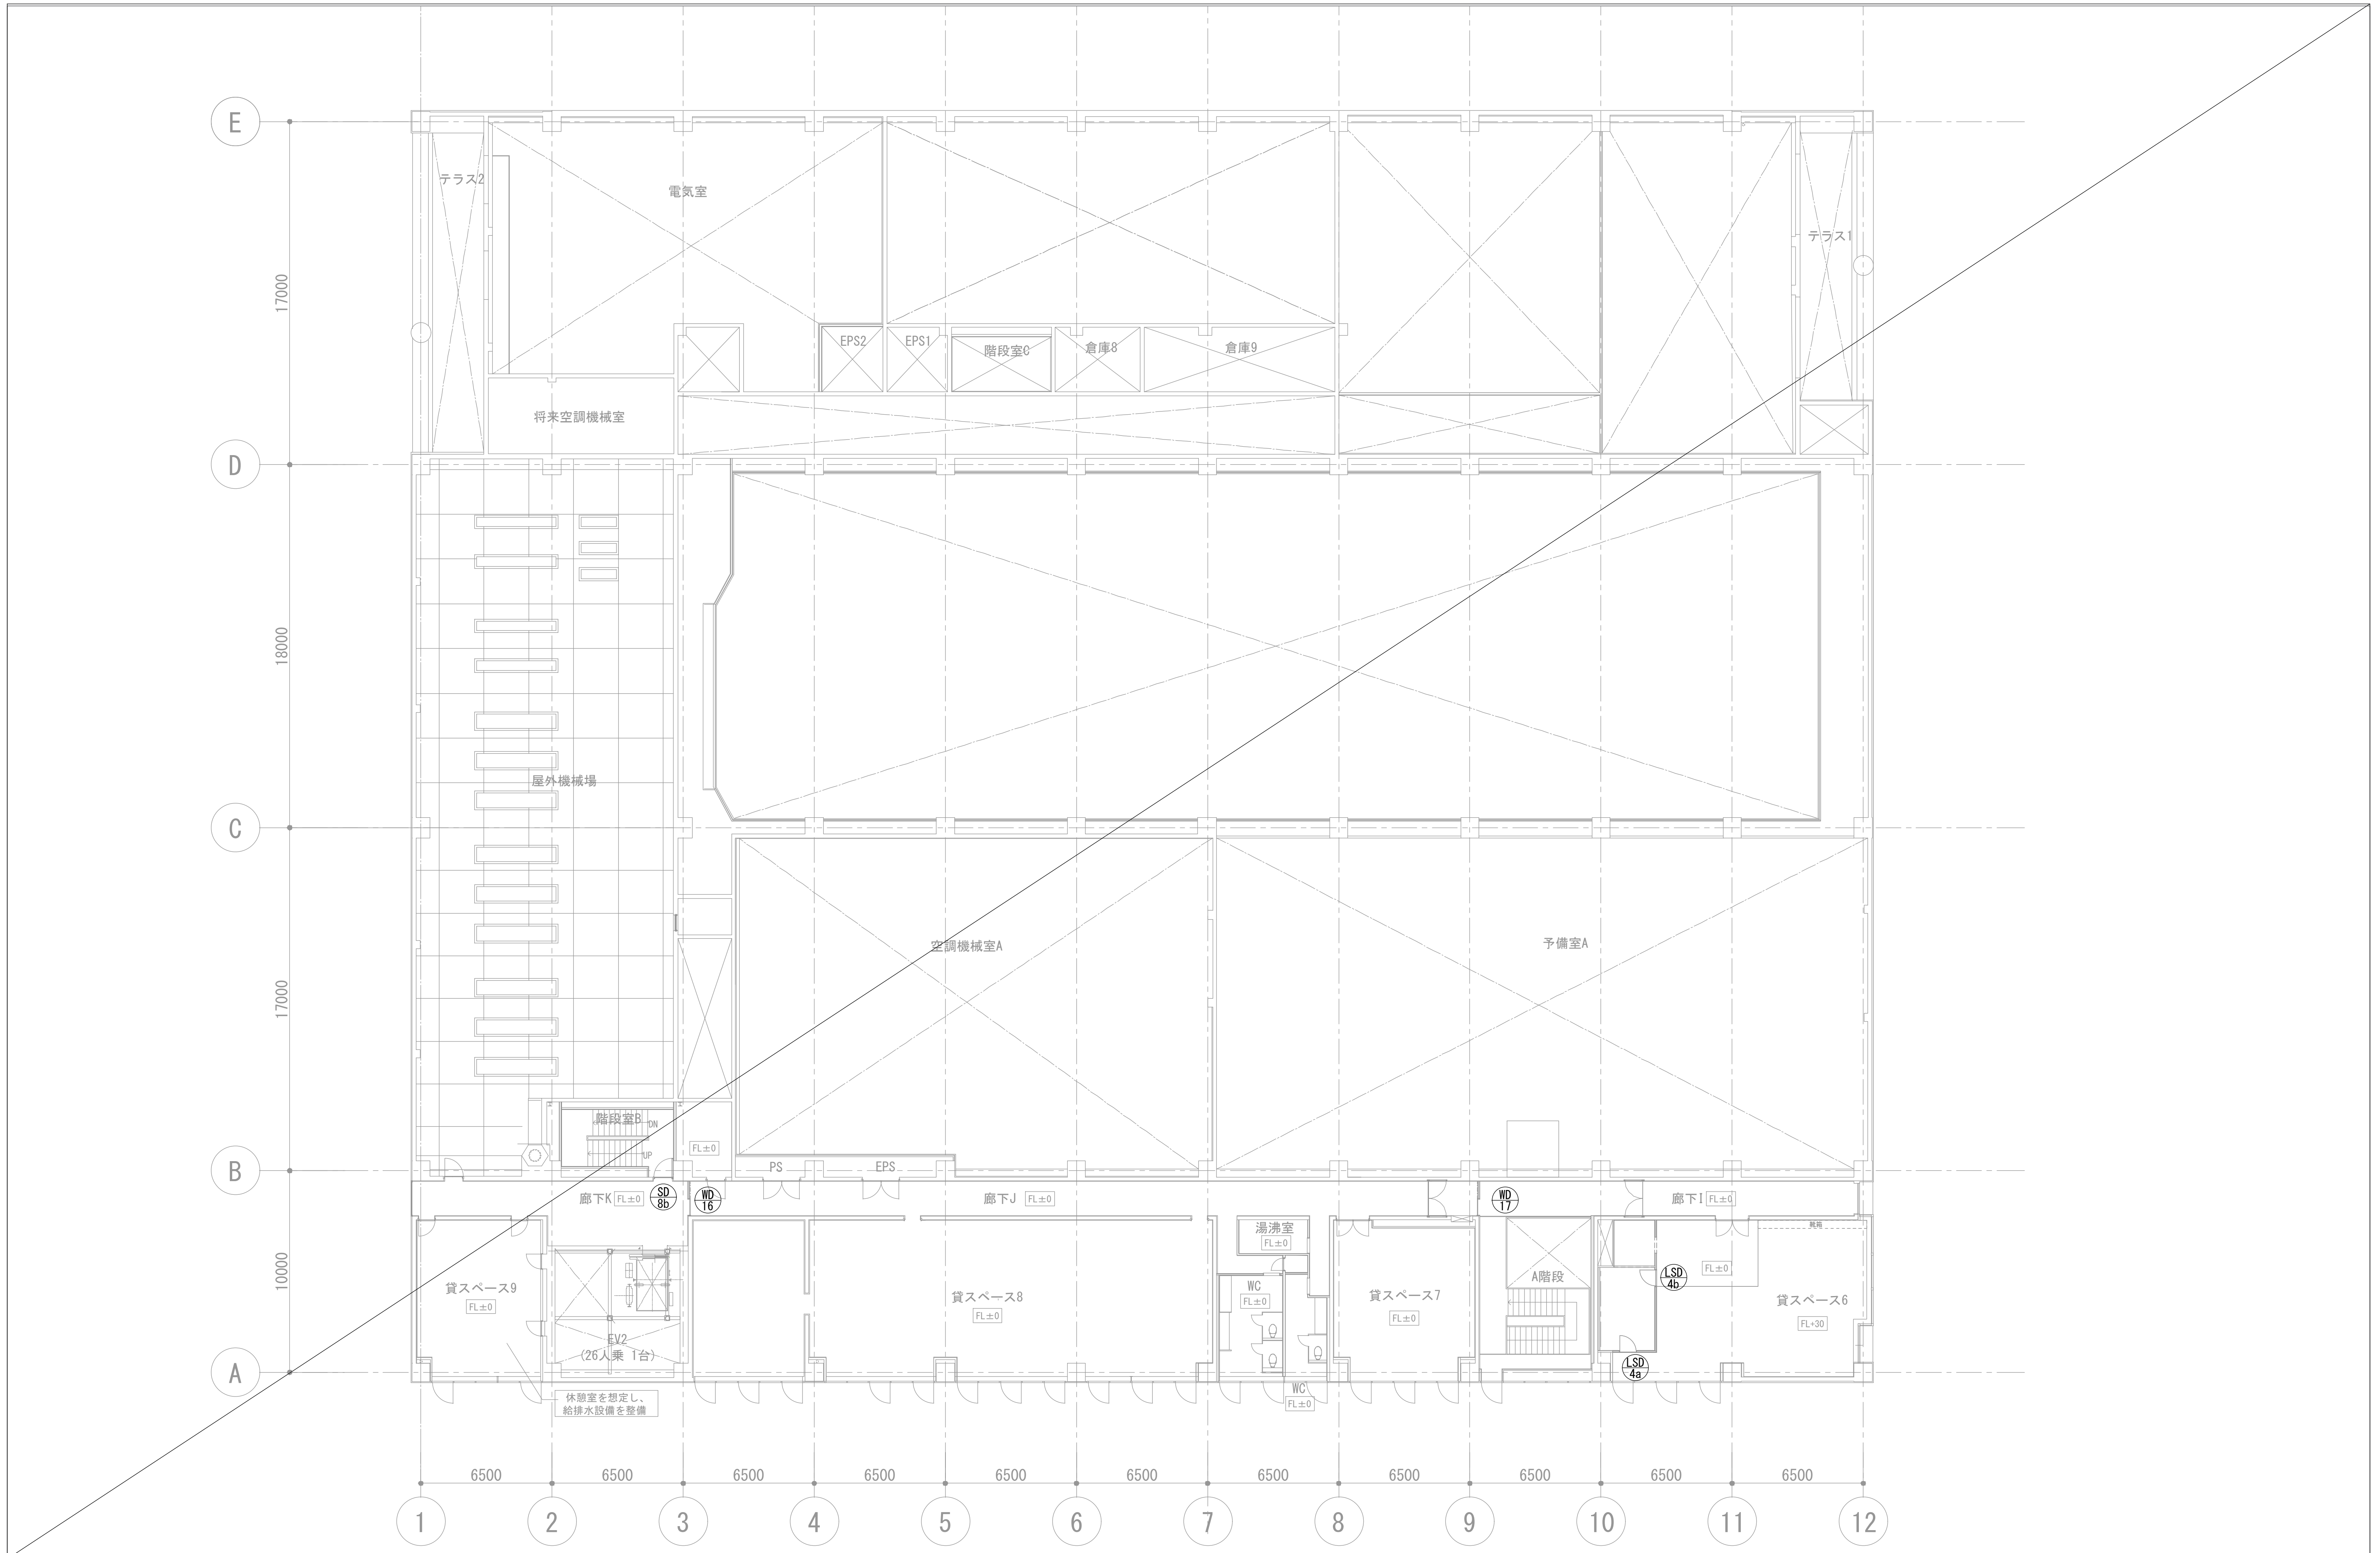 E
テラス2
電気室
テラス1
17000
EPS2
EPS1
階段室C
倉庫8
倉庫9
将来空調機械室
D
18000
屋外機械場
C
空調機械室A
予備室A
17000
階段室B
DN
UP
FL±0
B
PS
EPS
廊下K
FL±0
SD
8b
WD
16
廊下J
FL±0
WD
17
廊下I
FL±0
靴箱
湯沸室
FL±0
10000
貸スペース9
FL±0
貸スペース8
FL±0
WC
FL±0
貸スペース7
FL±0
A階段
LSD
4b
FL±0
貸スペース6
FL+30
EV2
(26人乗 1台)
A
LSD
4a
休憩室を想定し、
給排水設備を整備
WC
FL±0
6500
6500
6500
6500
6500
6500
6500
6500
6500
6500
6500
1
2
3
4
5
6
7
8
9
10
11
12